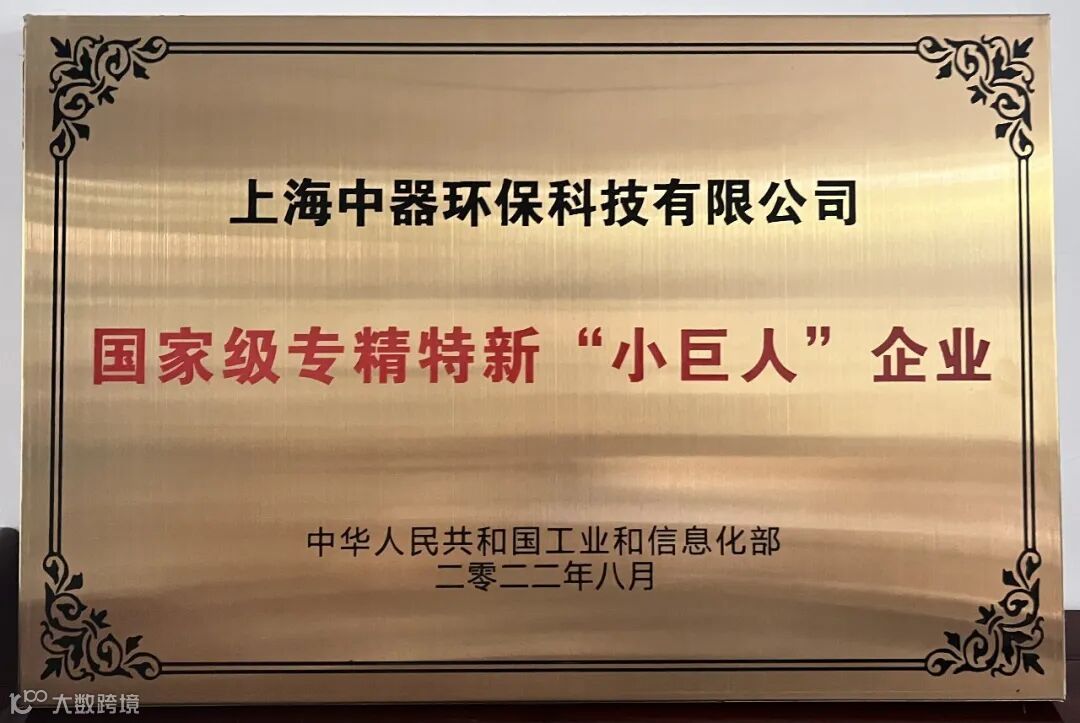 上海中器环保科技有限公司
国家级专精特新“小巨人”企业
中华人民共和国工业和信息化部
二零二二年八月
大数跨境